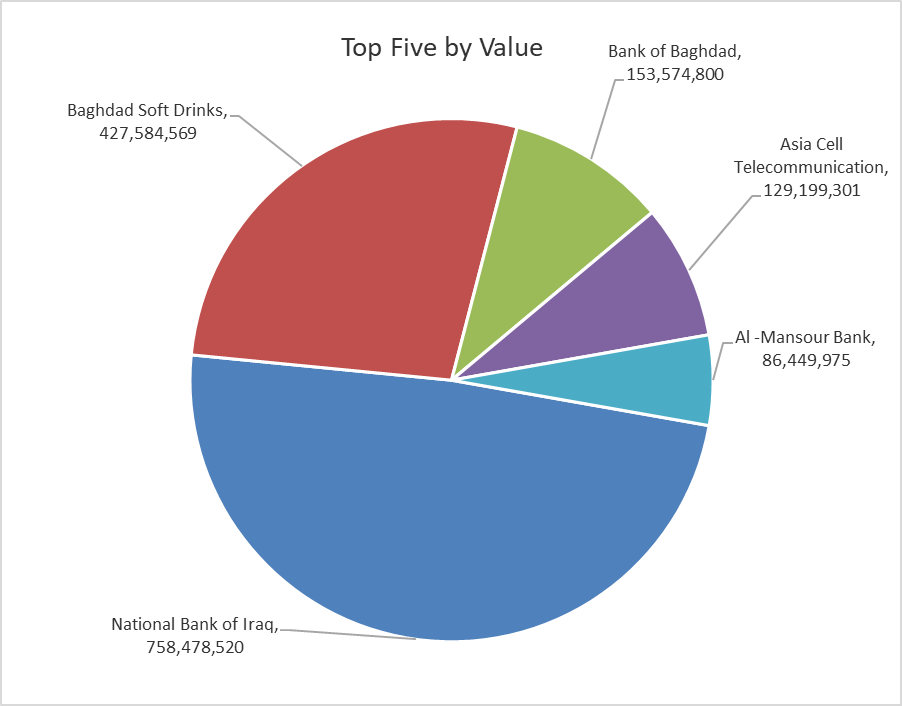 Top Five by Value
Bank of Baghdad,
153,574,800
Baghdad Soft Drinks,
427,584,569
Asia Cell
Telecommunication,
129,199,301
Al -Mansour Bank,
86,449,975
National Bank of Iraq,
758,478,520